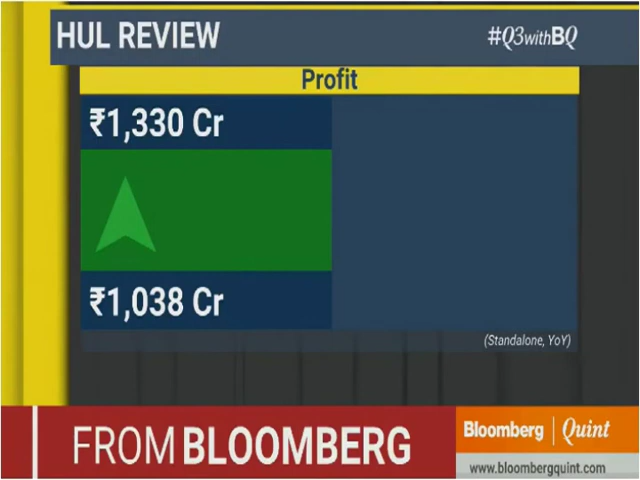 HUL REVIEW #Q3withBQ
Profit
₹1,330 Cr
₹1,038 Cr
(Standalone, YoY)
FROM BLOOMBERG
Bloomberg | Quint
www.bloombergquint.com